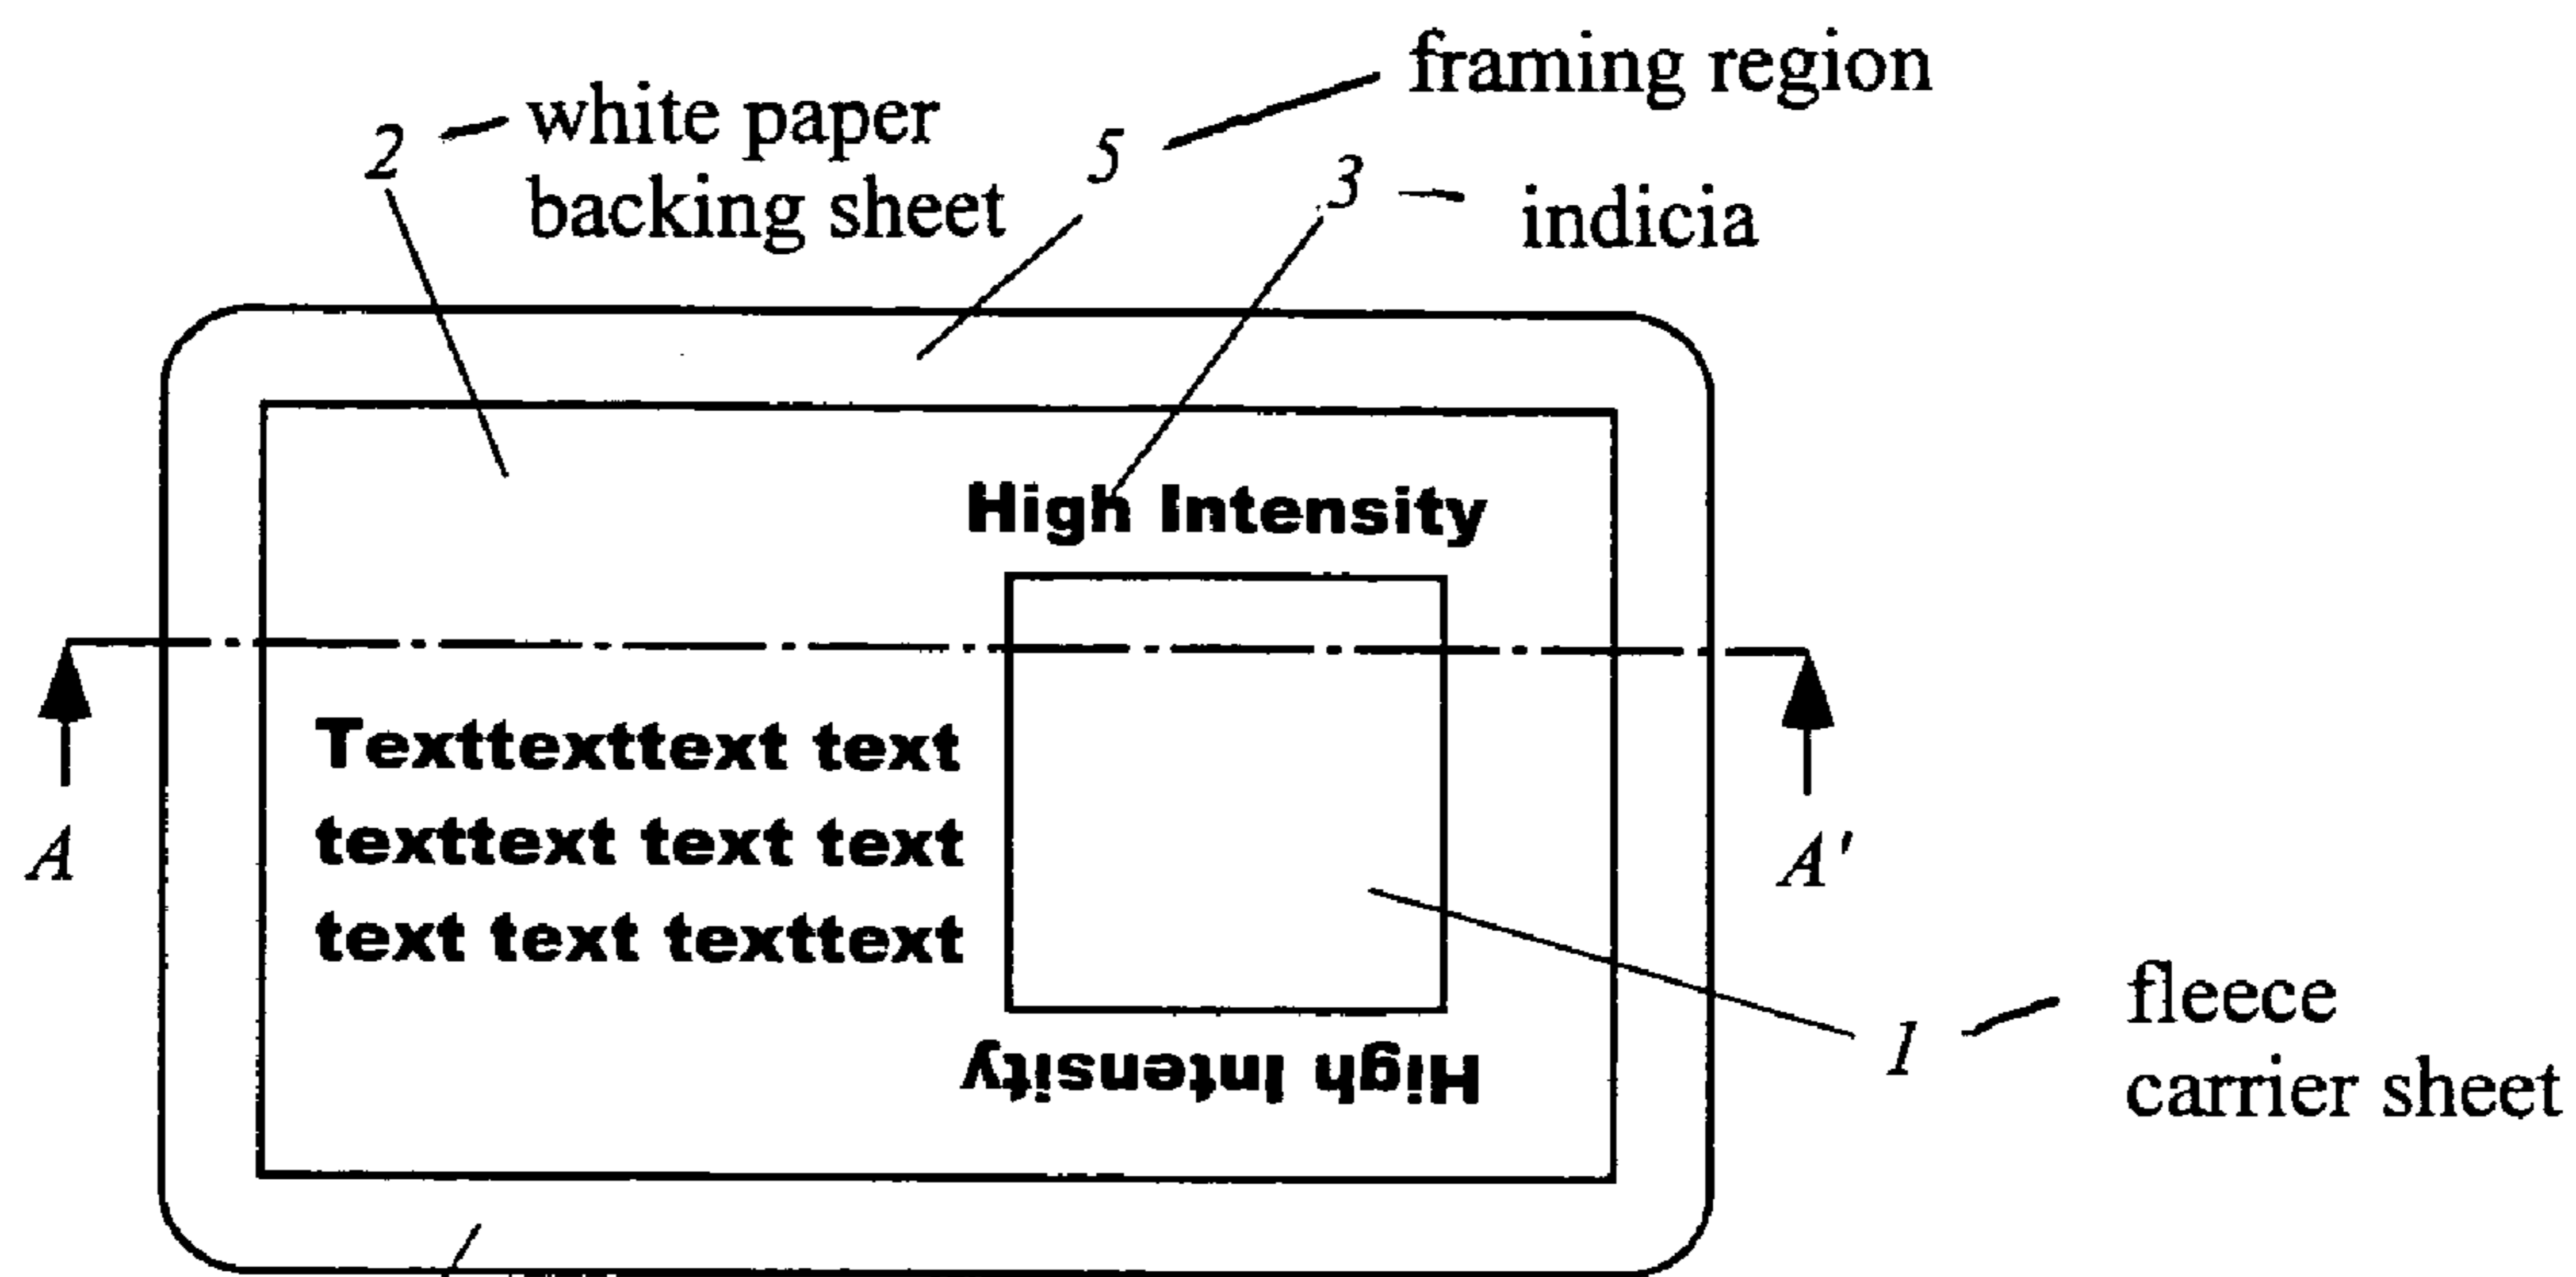 framing region
2 white paper
backing sheet
5
3 indicia
High Intensity
A
A'
Texttexttext text
texttext text text
text text texttext
High Intensity
1 fleece
carrier sheet